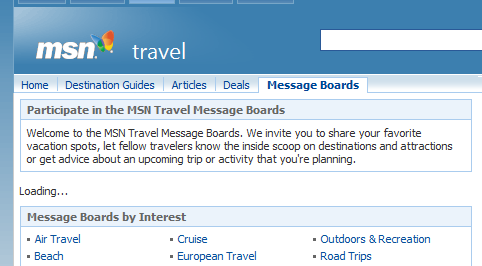 msn travel
Home Destination Guides Articles Deals Message Boards
Participate in the MSN Travel Message Boards
Welcome to the MSN Travel Message Boards. We invite you to share your favorite
vacation spots, let fellow travelers know the inside scoop on destinations and attractions
or get advice about an upcoming trip or activity that you're planning.
Loading...
Message Boards by Interest
Air Travel Cruise Outdoors & Recreation
Beach European Travel Road Trips